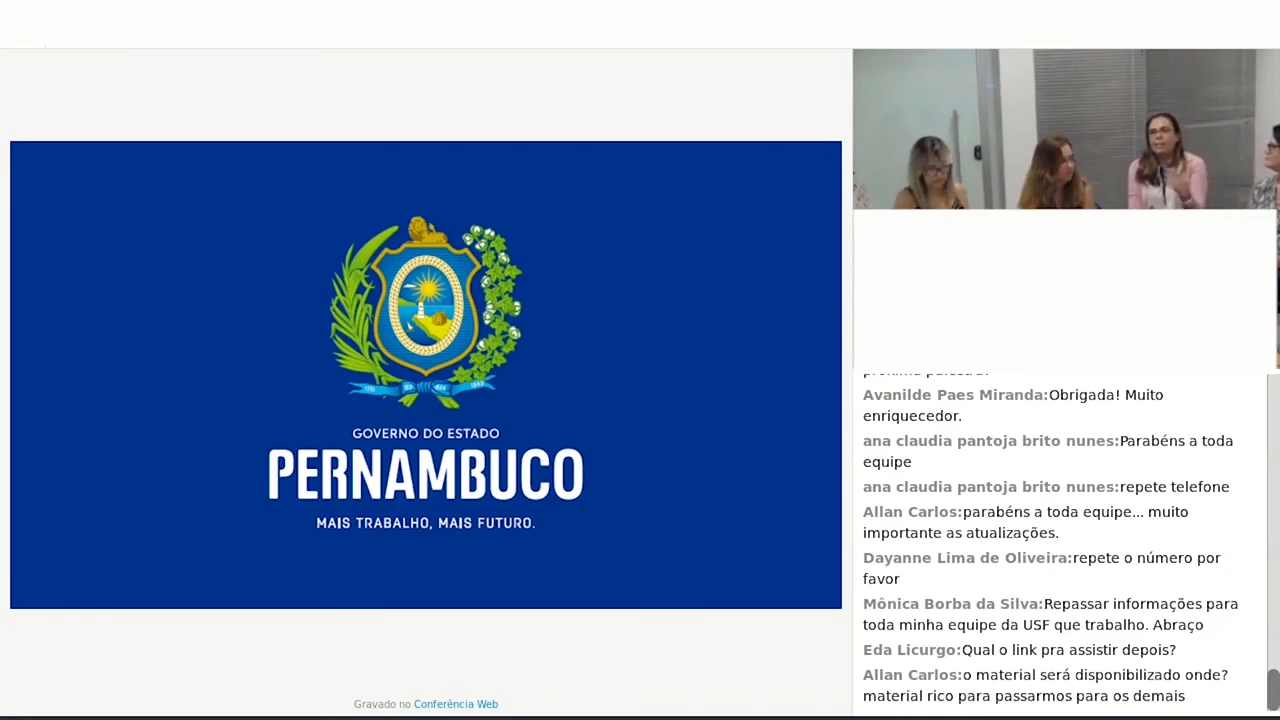 GOVERNO DO ESTADO
PERNAMBUCO
MAIS TRABALHO, MAIS FUTURO.
Gravado no Conferência Web
Avanilde Paes Miranda:Obrigada! Muito
enriquecedor.
ana claudia pantoja brito nunes:Parabéns a toda
equipe
ana claudia pantoja brito nunes:repete telefone
Allan Carlos:parabéns a toda equipe... muito
importante as atualizações.
Dayanne Lima de Oliveira:repete o número por
favor
Mônica Borba da Silva:Repassar informações para
toda minha equipe da USF que trabalho. Abraço
Eda Licurgo:Qual o link pra assistir depois?
Allan Carlos:o material será disponibilizado onde?
material rico para passarmos para os demais